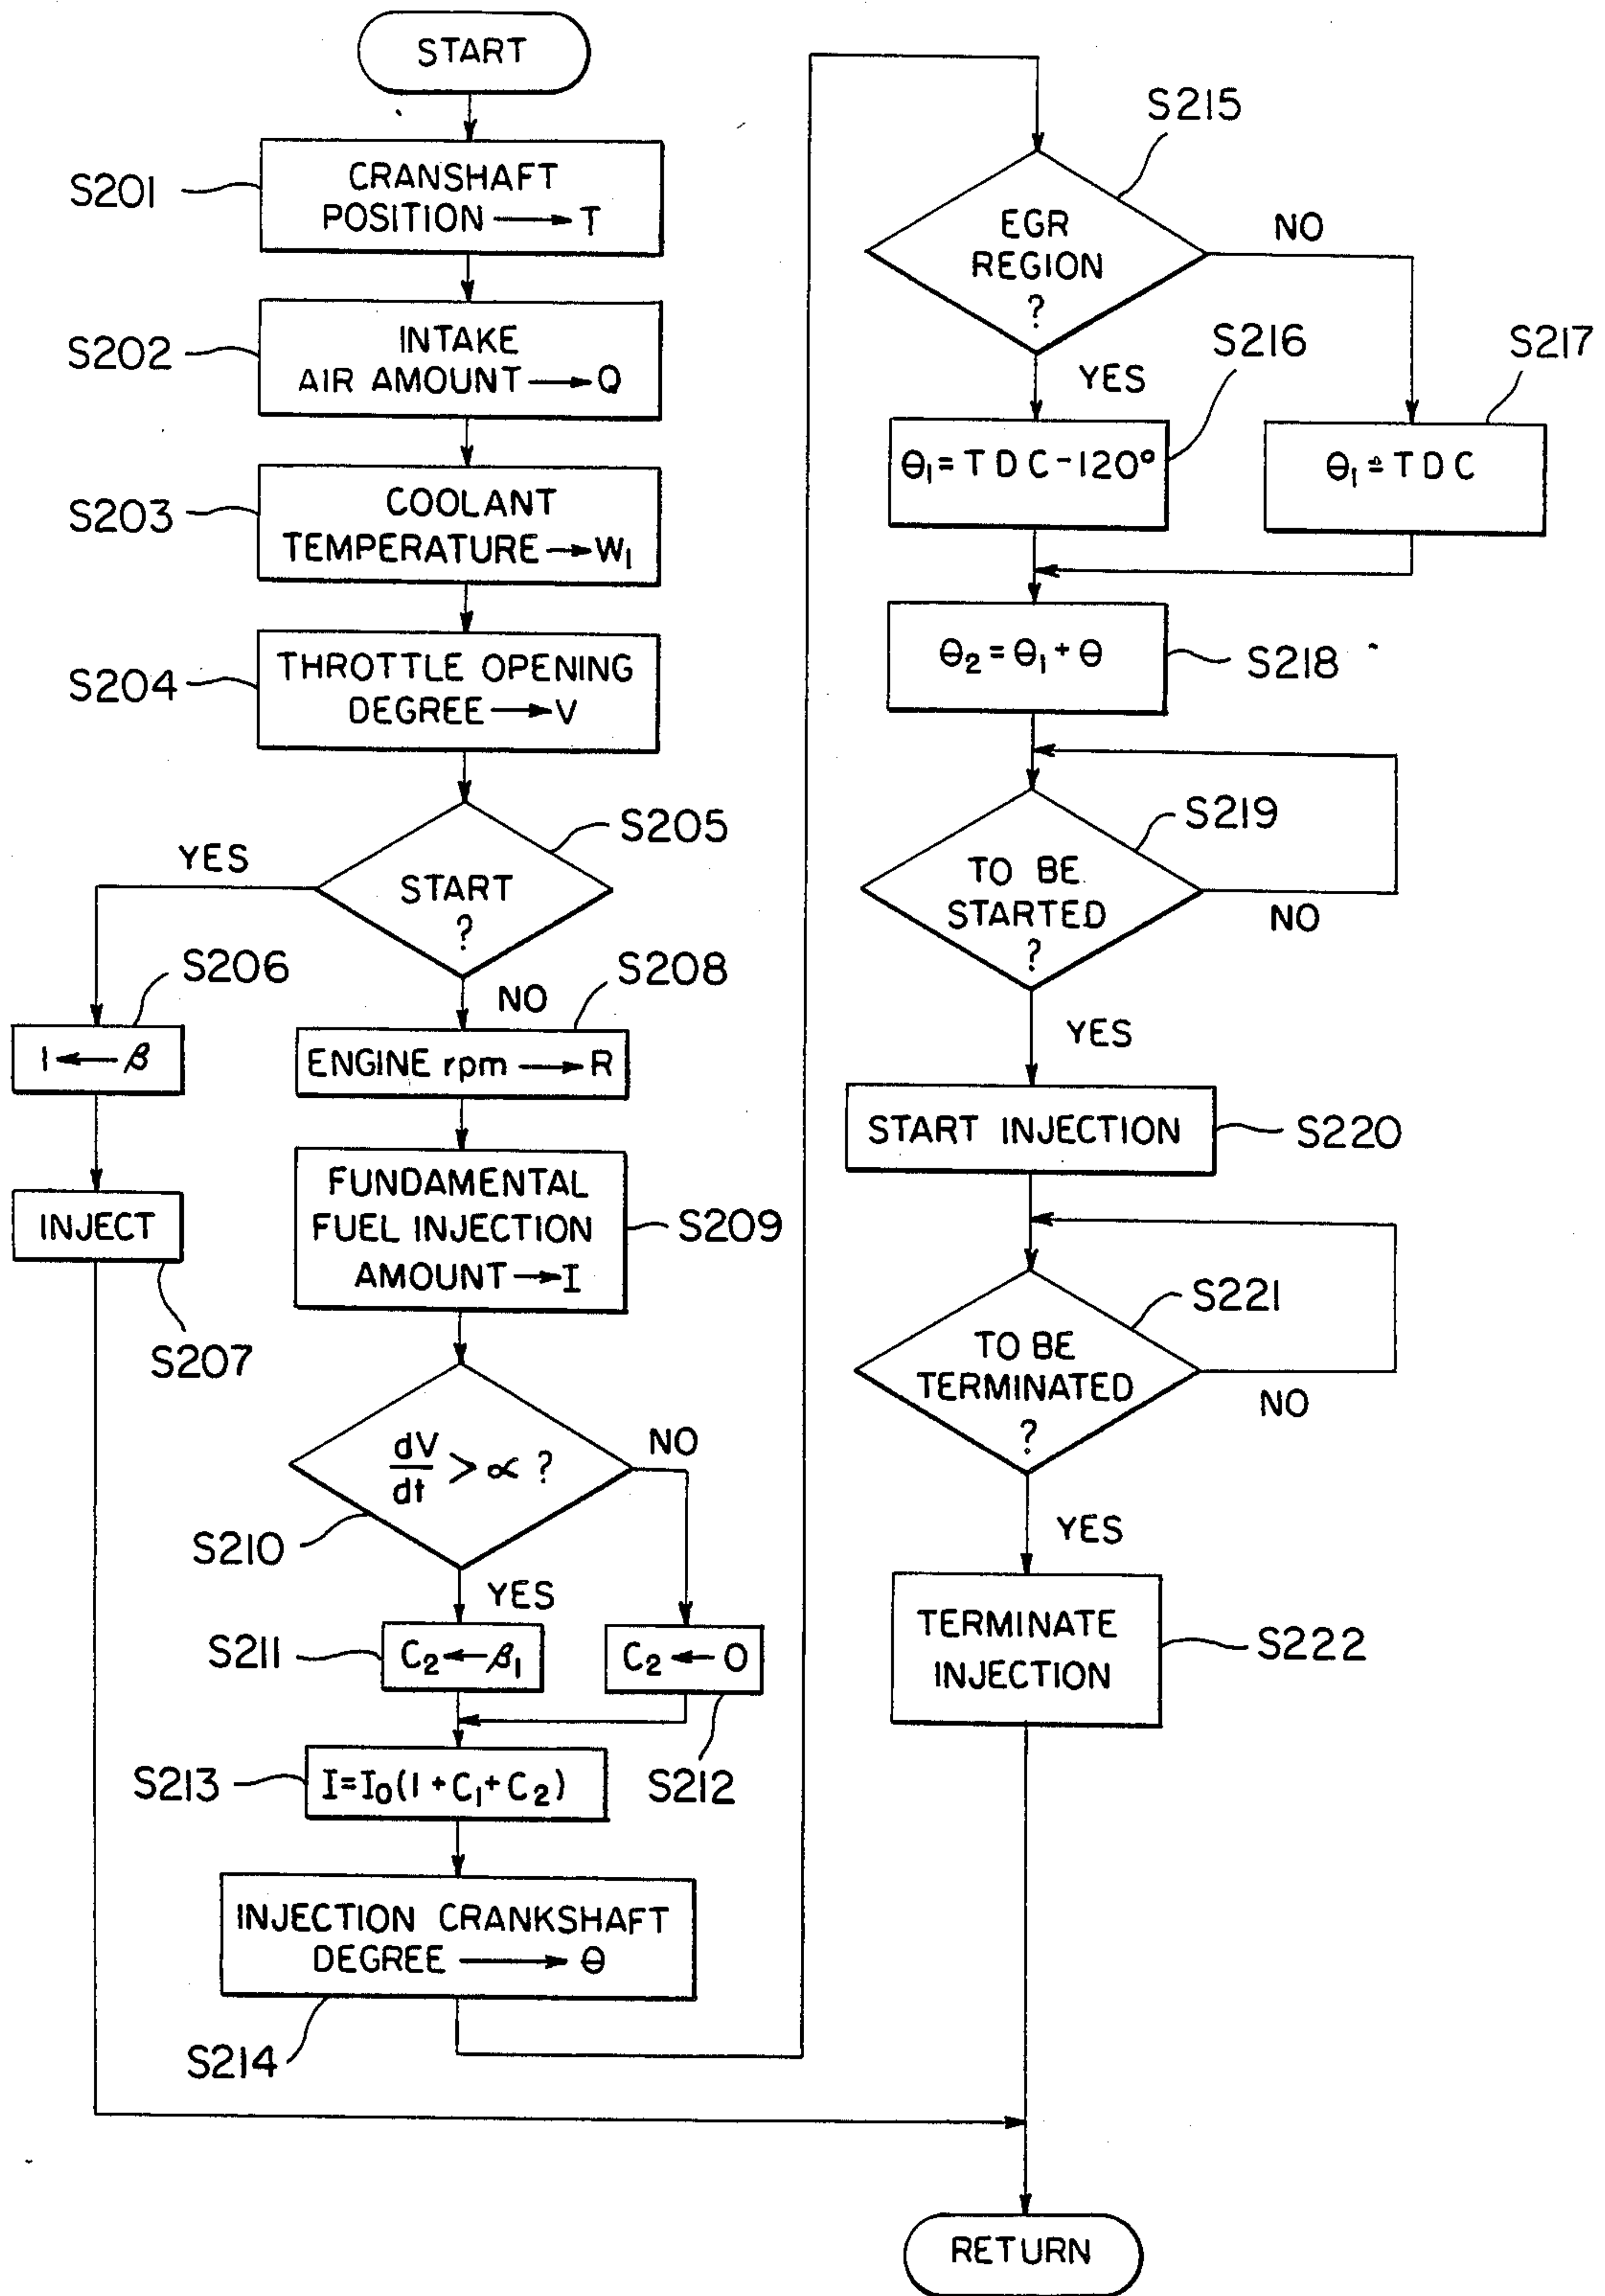 START
S201
CRANSHAFT
POSITION → T
S202
INTAKE
AIR AMOUNT → Q
S203
COOLANT
TEMPERATURE → W₁
S204
THROTTLE OPENING
DEGREE → V
S205
START
?
YES
NO
S206
I ← β
INJECT
S207
S208
ENGINE rpm → R
FUNDAMENTAL
FUEL INJECTION
AMOUNT → I
S209
dV/dt > α ?
S210
NO
YES
S211
C₂ ← β₁
C₂ ← 0
S212
S213
I = I₀ (1 + C₁ + C₂)
INJECTION CRANKSHAFT
DEGREE → θ
S214
S215
EGR
REGION
?
NO
YES
S216
θ₁ = TDC - 120°
S217
θ₁ ≐ TDC
θ₂ = θ₁ + θ
S218
S219
TO BE
STARTED
?
NO
YES
START INJECTION
S220
S221
TO BE
TERMINATED
?
NO
YES
TERMINATE
INJECTION
S222
RETURN